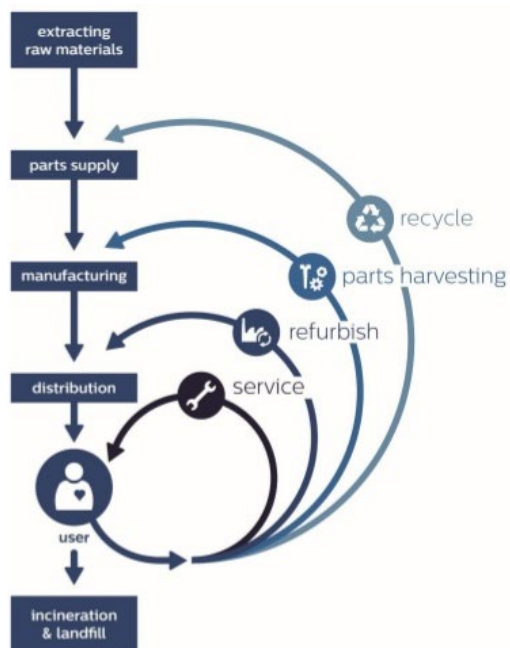 extracting
raw materials
recycle
parts supply
parts harvesting
manufacturing
refurbish
service
distribution
user
incineration
& landfill